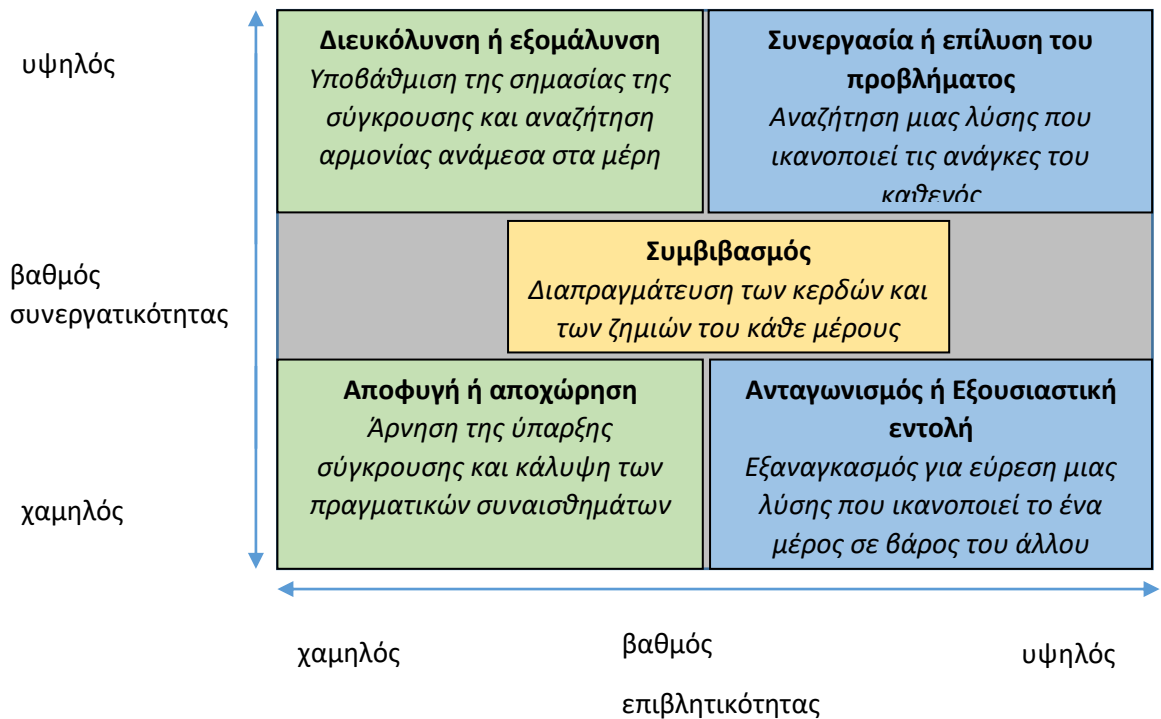 υψηλός
Διευκόλυνση ή εξομάλυνση
Υποβάθμιση της σημασίας της
σύγκρουσης και αναζήτηση
αρμονίας ανάμεσα στα μέρη
Συνεργασία ή επίλυση του
προβλήματος
Αναζήτηση μιας λύσης που
ικανοποιεί τις ανάγκες του
καθενός
βαθμός
συνεργατικότητας
Συμβιβασμός
Διαπραγμάτευση των κερδών και
των ζημιών του κάθε μέρους
χαμηλός
Αποφυγή ή αποχώρηση
Άρνηση της ύπαρξης
σύγκρουσης και κάλυψη των
πραγματικών συναισθημάτων
Ανταγωνισμός ή Εξουσιαστική
εντολή
Εξαναγκασμός για εύρεση μιας
λύσης που ικανοποιεί το ένα
μέρος σε βάρος του άλλου
χαμηλός
βαθμός
επιβλητικότητας
υψηλός